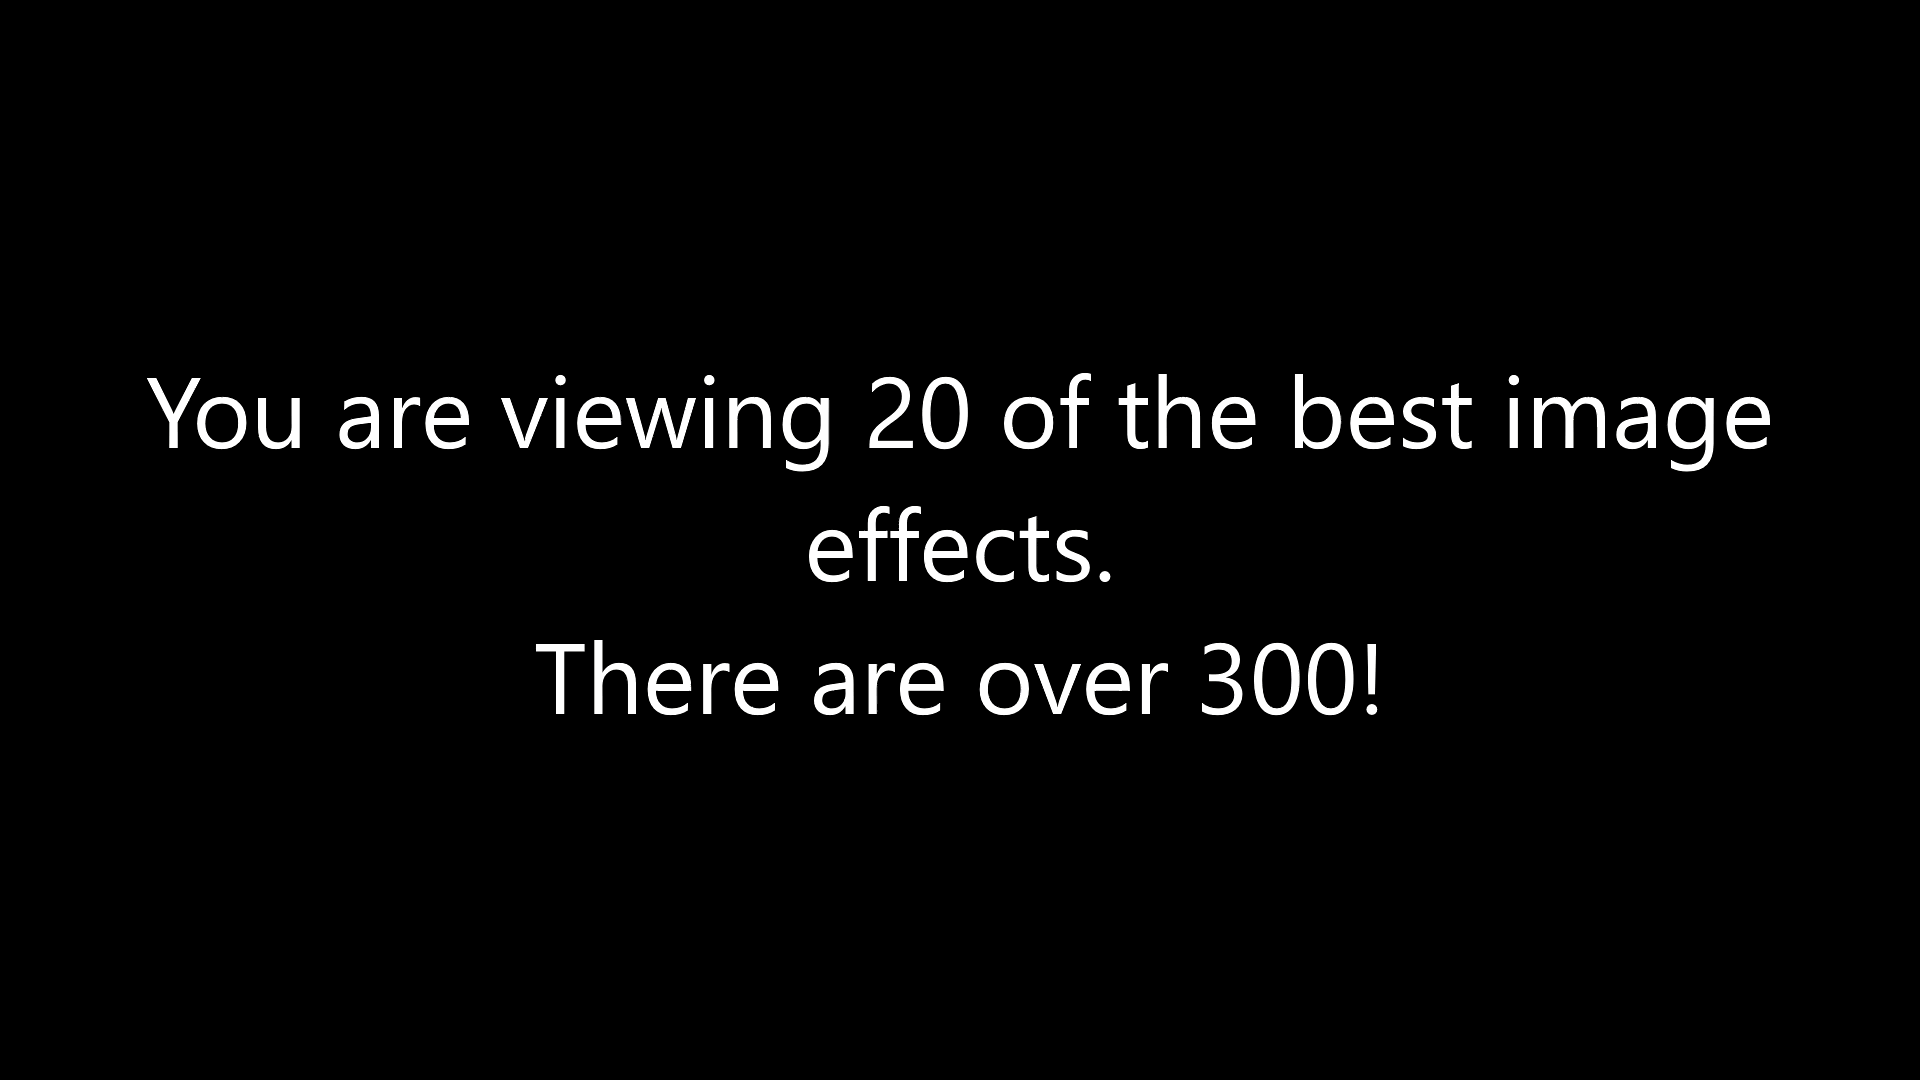 You are viewing 20 of the best image
effects.
There are over 300!